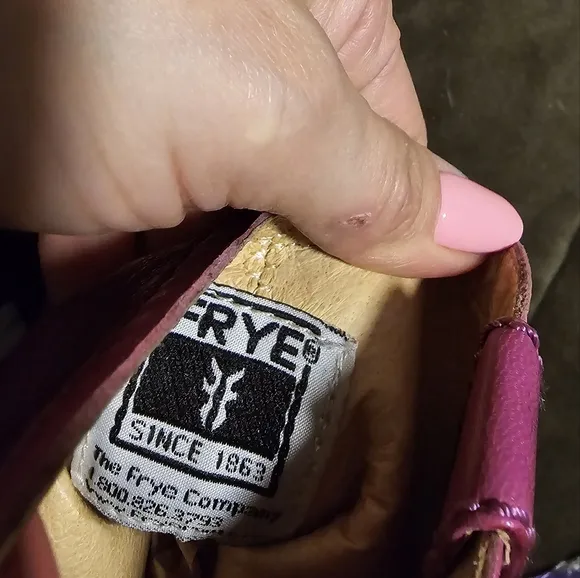 FRYE®
SINCE 1863
The Frye Company
1.800.826.3793